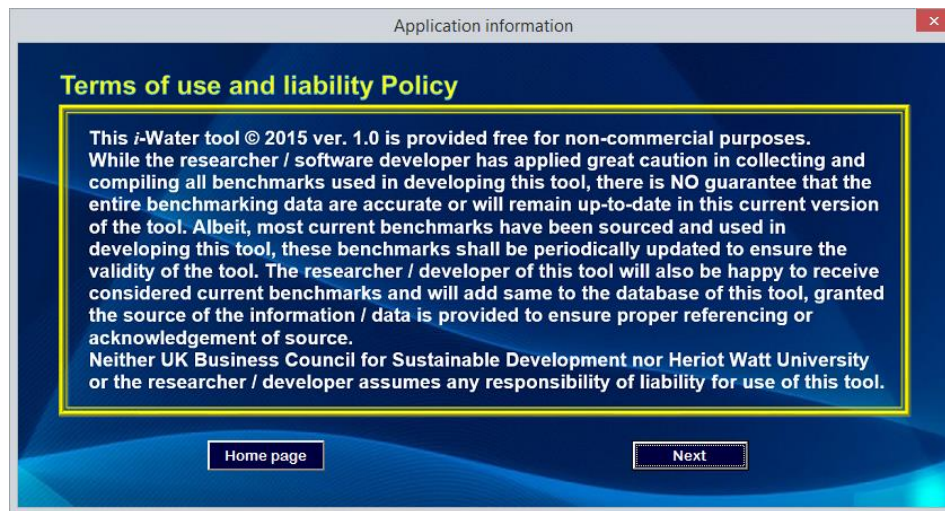 Application information
x
Terms of use and liability Policy
This i-Water tool © 2015 ver. 1.0 is provided free for non-commercial purposes.
While the researcher / software developer has applied great caution in collecting and
compiling all benchmarks used in developing this tool, there is NO guarantee that the
entire benchmarking data are accurate or will remain up-to-date in this current version
of the tool. Albeit, most current benchmarks have been sourced and used in
developing this tool, these benchmarks shall be periodically updated to ensure the
validity of the tool. The researcher / developer of this tool will also be happy to receive
considered current benchmarks and will add same to the database of this tool, granted
the source of the information / data is provided to ensure proper referencing or
acknowledgement of source.
Neither UK Business Council for Sustainable Development nor Heriot Watt University
or the researcher / developer assumes any responsibility of liability for use of this tool.
Home page
Next